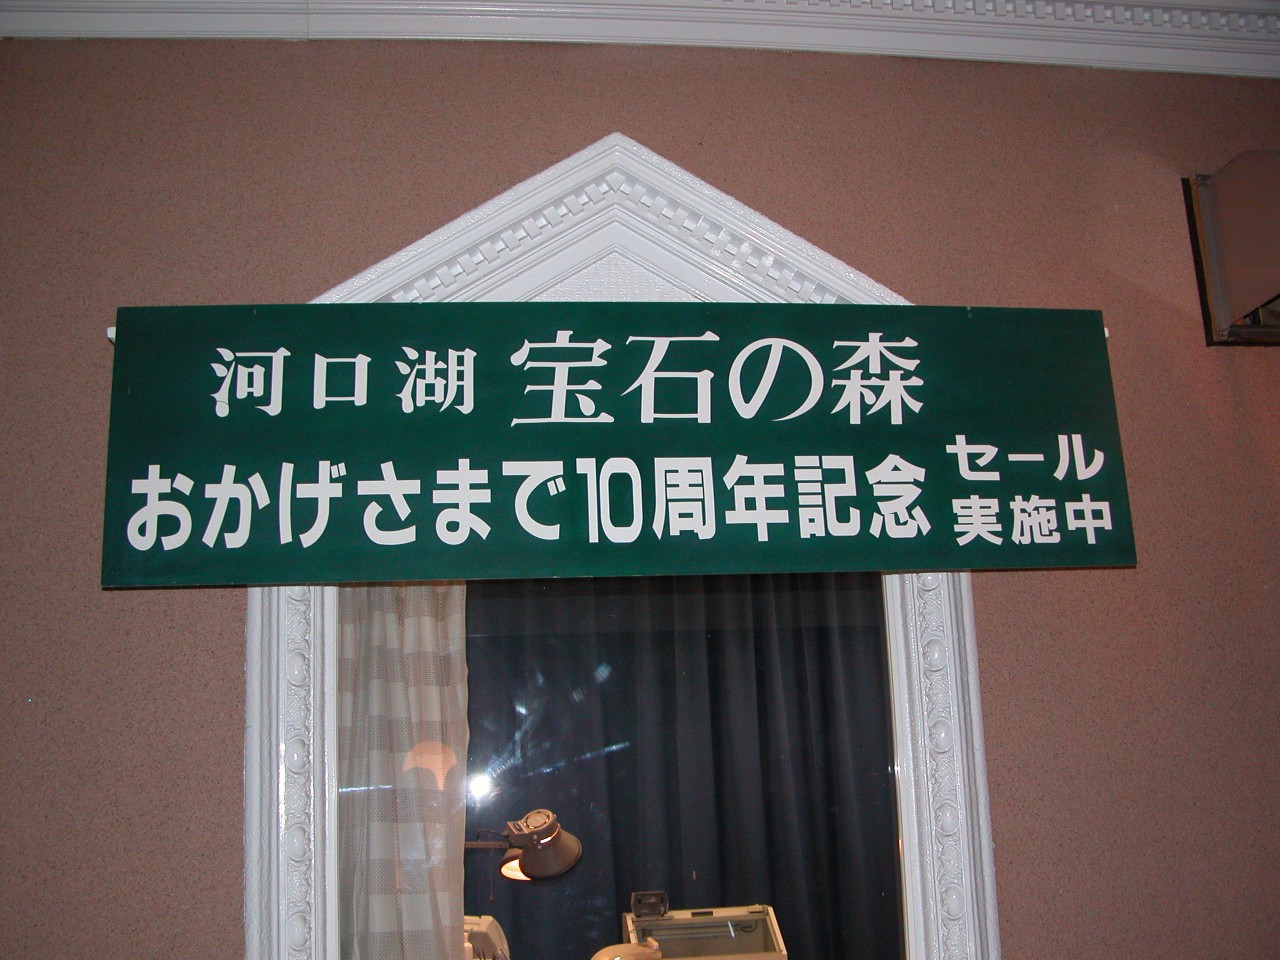 河口湖 宝石の森
おかげさまで10周年記念
セール
実施中